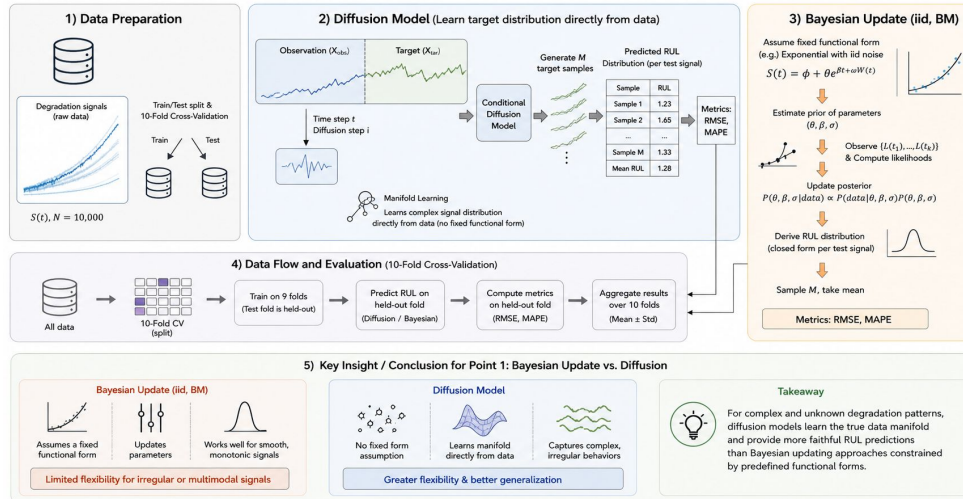 1) Data Preparation
Degradation signals
(raw data)
S(t), N = 10,000
Train/Test split &
10-Fold Cross-Validation
Train
Test
2) Diffusion Model (Learn target distribution directly from data)
Observation (X_obs)
Target (X_tar)
Time step t
Diffusion step i
Manifold Learning
Learns complex signal distribution
directly from data (no fixed functional form)
Conditional
Diffusion
Model
Generate M
target samples
Predicted RUL
Distribution (per test signal)
Sample RUL
Sample 1 1.23
Sample 2 1.65
... ...
Sample M 1.33
Mean RUL 1.28
Metrics:
RMSE,
MAPE
3) Bayesian Update (iid, BM)
Assume fixed functional form
(e.g.) Exponential with iid noise
S(t) = ϕ + θe^{βt+ωW(t)}
Estimate prior of parameters
(θ, β, σ)
Observe {L(t₁), ..., L(t_k)}
& Compute likelihoods
Update posterior
P(θ, β, σ|data) ∝ P(data|θ, β, σ)P(θ, β, σ)
Derive RUL distribution
(closed form per test signal)
Sample M, take mean
Metrics: RMSE, MAPE
4) Data Flow and Evaluation (10-Fold Cross-Validation)
All data
10-Fold CV
(split)
Train on 9 folds
(Test fold is held-out)
Predict RUL on
held-out fold
(Diffusion / Bayesian)
Compute metrics
on held-out fold
(RMSE, MAPE)
Aggregate results
over 10 folds
(Mean ± Std)
5) Key Insight / Conclusion for Point 1: Bayesian Update vs. Diffusion
Bayesian Update (iid, BM)
Assumes a fixed
functional form
Updates
parameters
Works well for smooth,
monotonic signals
Limited flexibility for irregular or multimodal signals
Diffusion Model
No fixed form
assumption
Learns manifold
directly from data
Captures complex,
irregular behaviors
Greater flexibility & better generalization
Takeaway
For complex and unknown degradation patterns,
diffusion models learn the true data manifold
and provide more faithful RUL predictions
than Bayesian updating approaches constrained
by predefined functional forms.